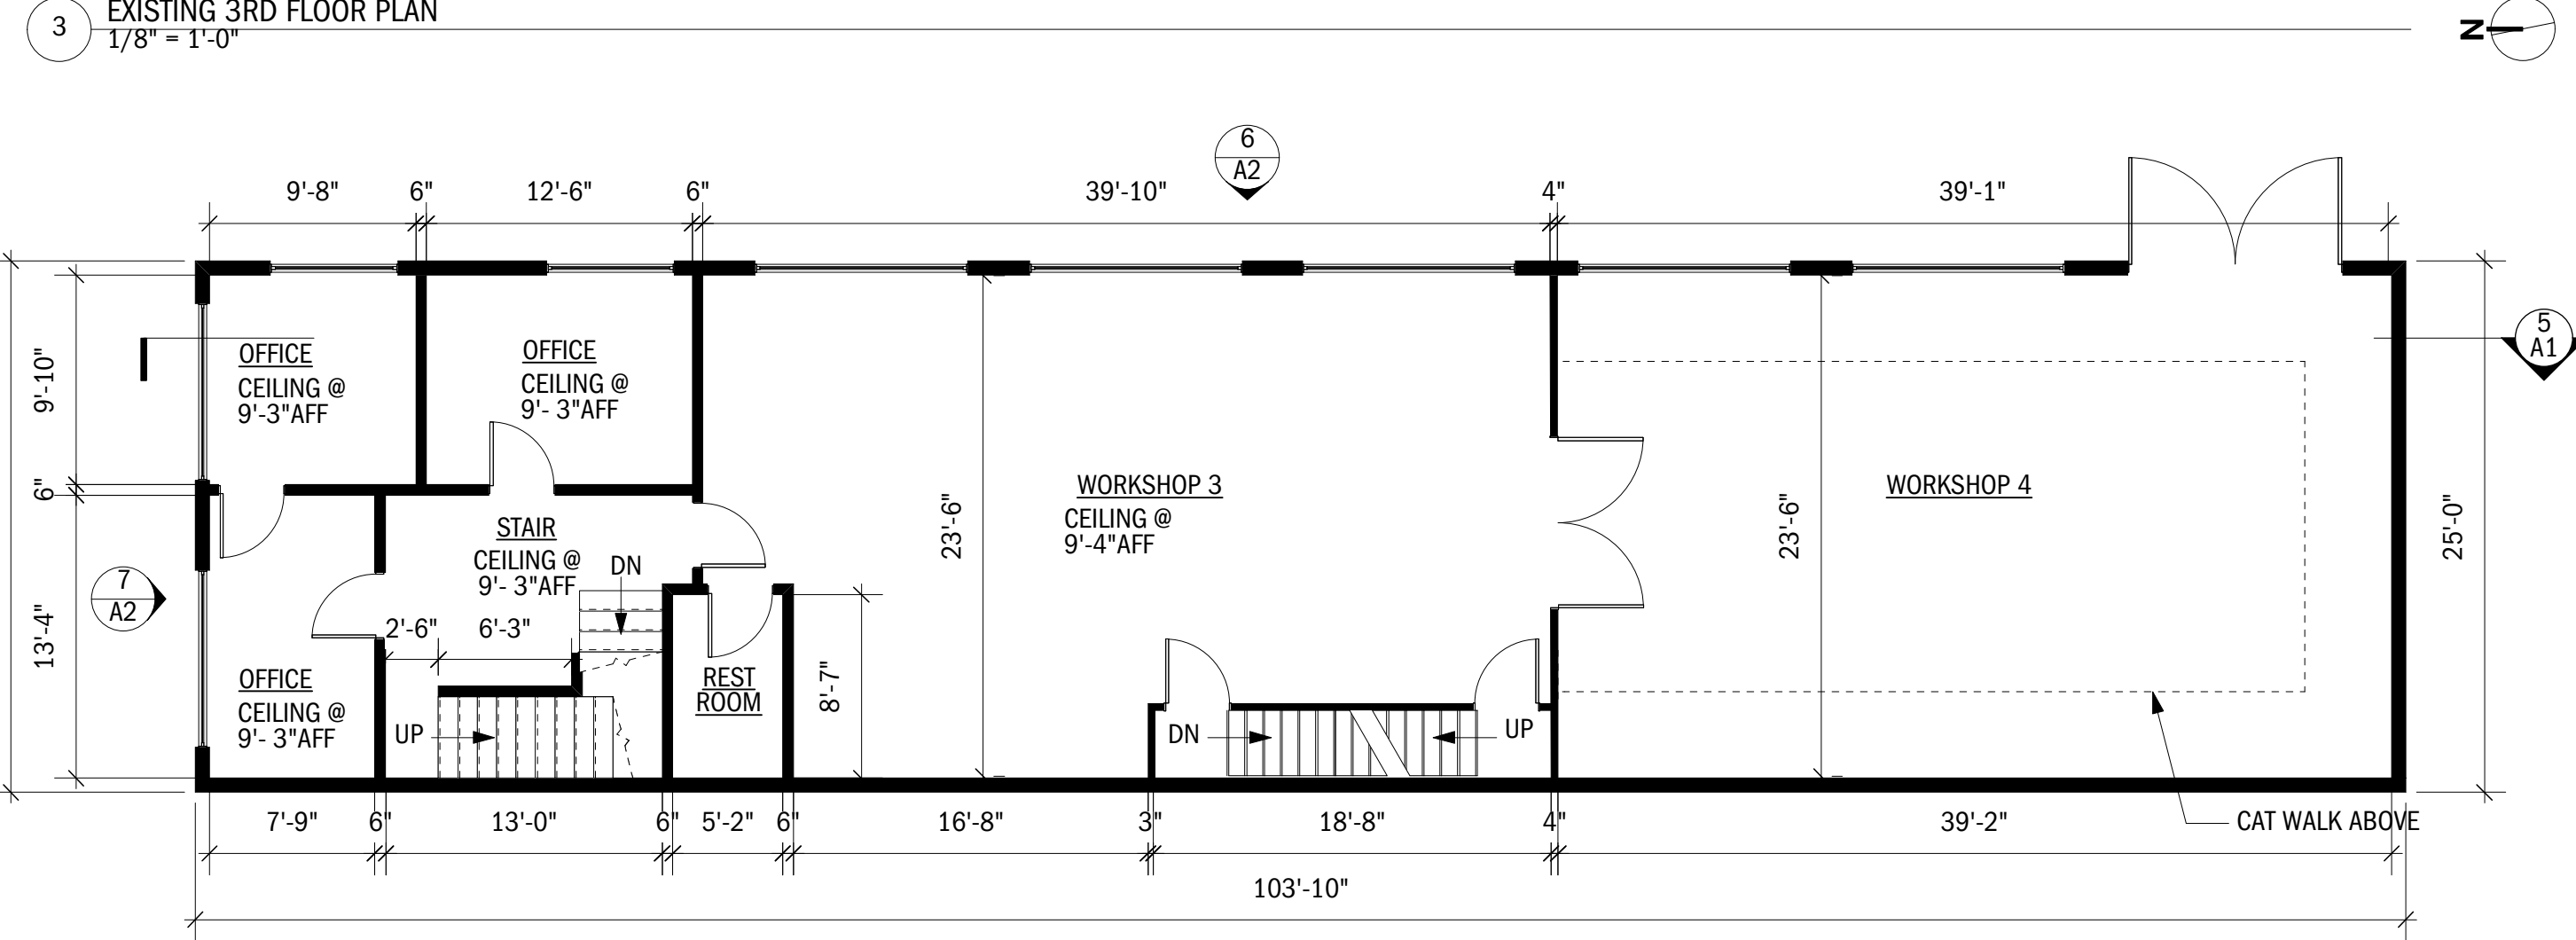 3
EXISTING 3RD FLOOR PLAN
1/8" = 1'-0"
N
6
A2
9'-8"
6"
12'-6"
6"
39'-10"
4"
39'-1"
5
A1
9'-10"
OFFICE
CEILING @
9'-3"AFF
OFFICE
CEILING @
9'- 3"AFF
6"
WORKSHOP 3
CEILING @
9'-4"AFF
23'-6"
WORKSHOP 4
23'-6"
25'-0"
STAIR
CEILING @
9'- 3"AFF
DN
7
A2
13'-4"
2'-6"
6'-3"
OFFICE
CEILING @
9'- 3"AFF
UP
REST
ROOM
8'-7"
DN
UP
7'-9"
6"
13'-0"
6"
5'-2"
6"
16'-8"
3"
18'-8"
4"
39'-2"
CAT WALK ABOVE
103'-10"